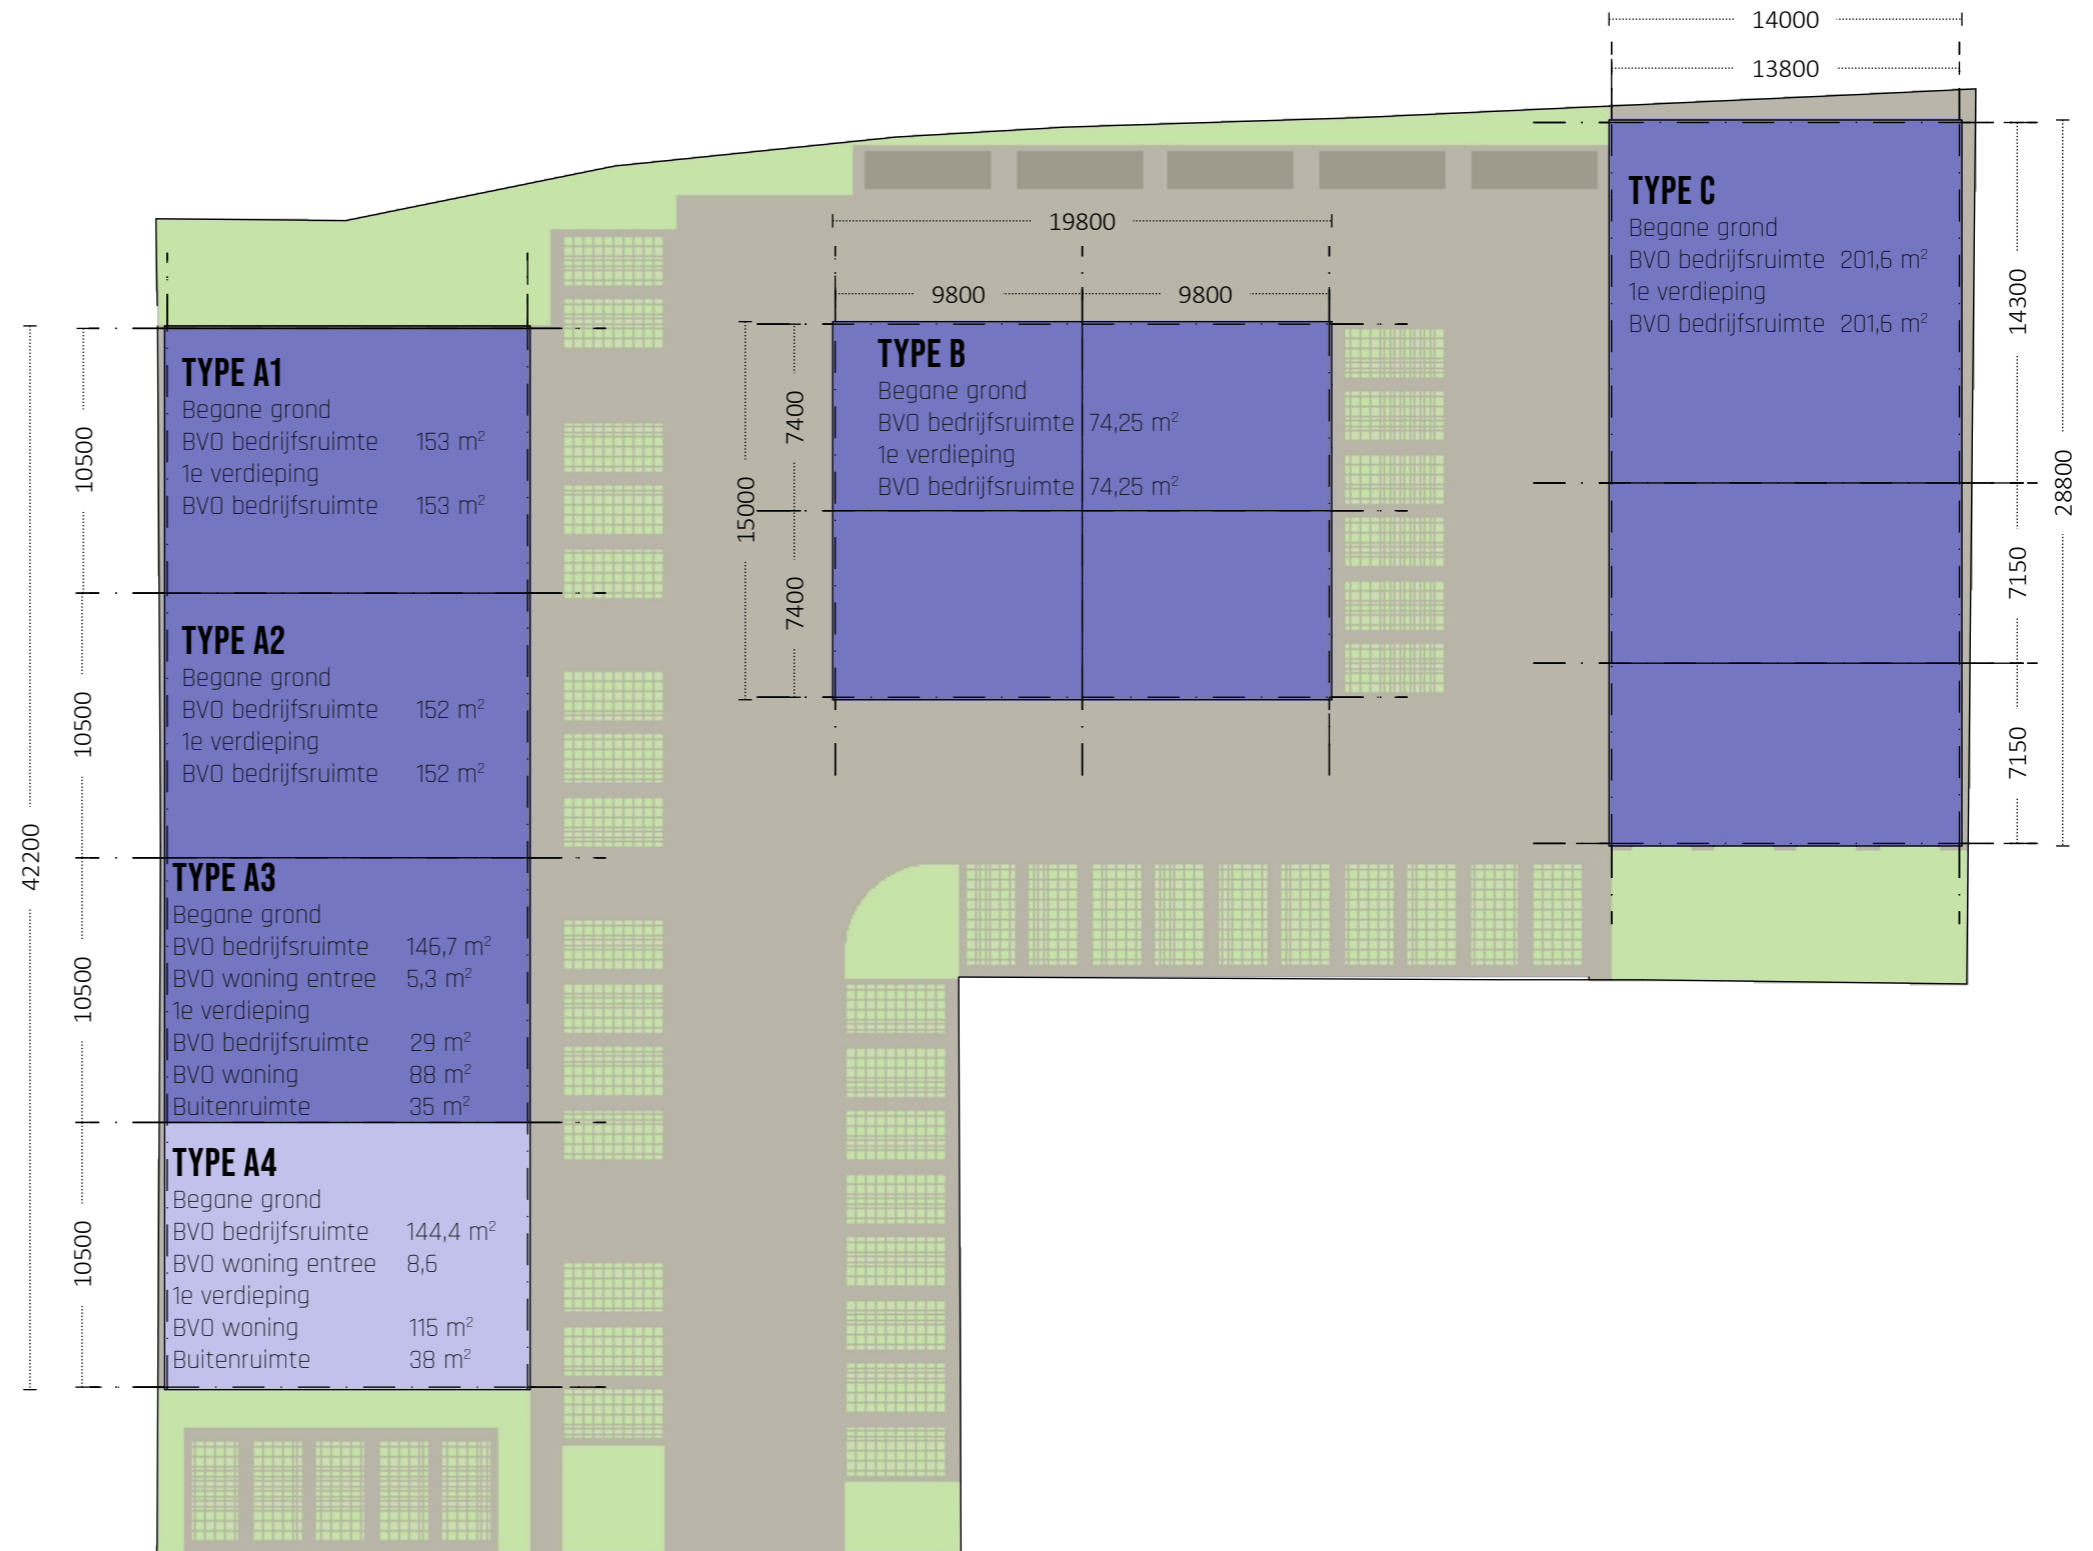 14000
13800
TYPE C
Begane grond
BVO bedrijfsruimte 201,6 m²
1e verdieping
BVO bedrijfsruimte 201,6 m²
14300
7150
7150
28800
19800
9800 9800
TYPE B
Begane grond
BVO bedrijfsruimte 74,25 m²
1e verdieping
BVO bedrijfsruimte 74,25 m²
7400
7400
15000
TYPE A1
Begane grond
BVO bedrijfsruimte 153 m²
1e verdieping
BVO bedrijfsruimte 153 m²
TYPE A2
Begane grond
BVO bedrijfsruimte 152 m²
1e verdieping
BVO bedrijfsruimte 152 m²
TYPE A3
Begane grond
BVO bedrijfsruimte 146,7 m²
BVO woning entree 5,3 m²
1e verdieping
BVO bedrijfsruimte 29 m²
BVO woning 88 m²
Buitenruimte 35 m²
TYPE A4
Begane grond
BVO bedrijfsruimte 144,4 m²
BVO woning entree 8,6
1e verdieping
BVO woning 115 m²
Buitenruimte 38 m²
10500
10500
10500
10500
42200